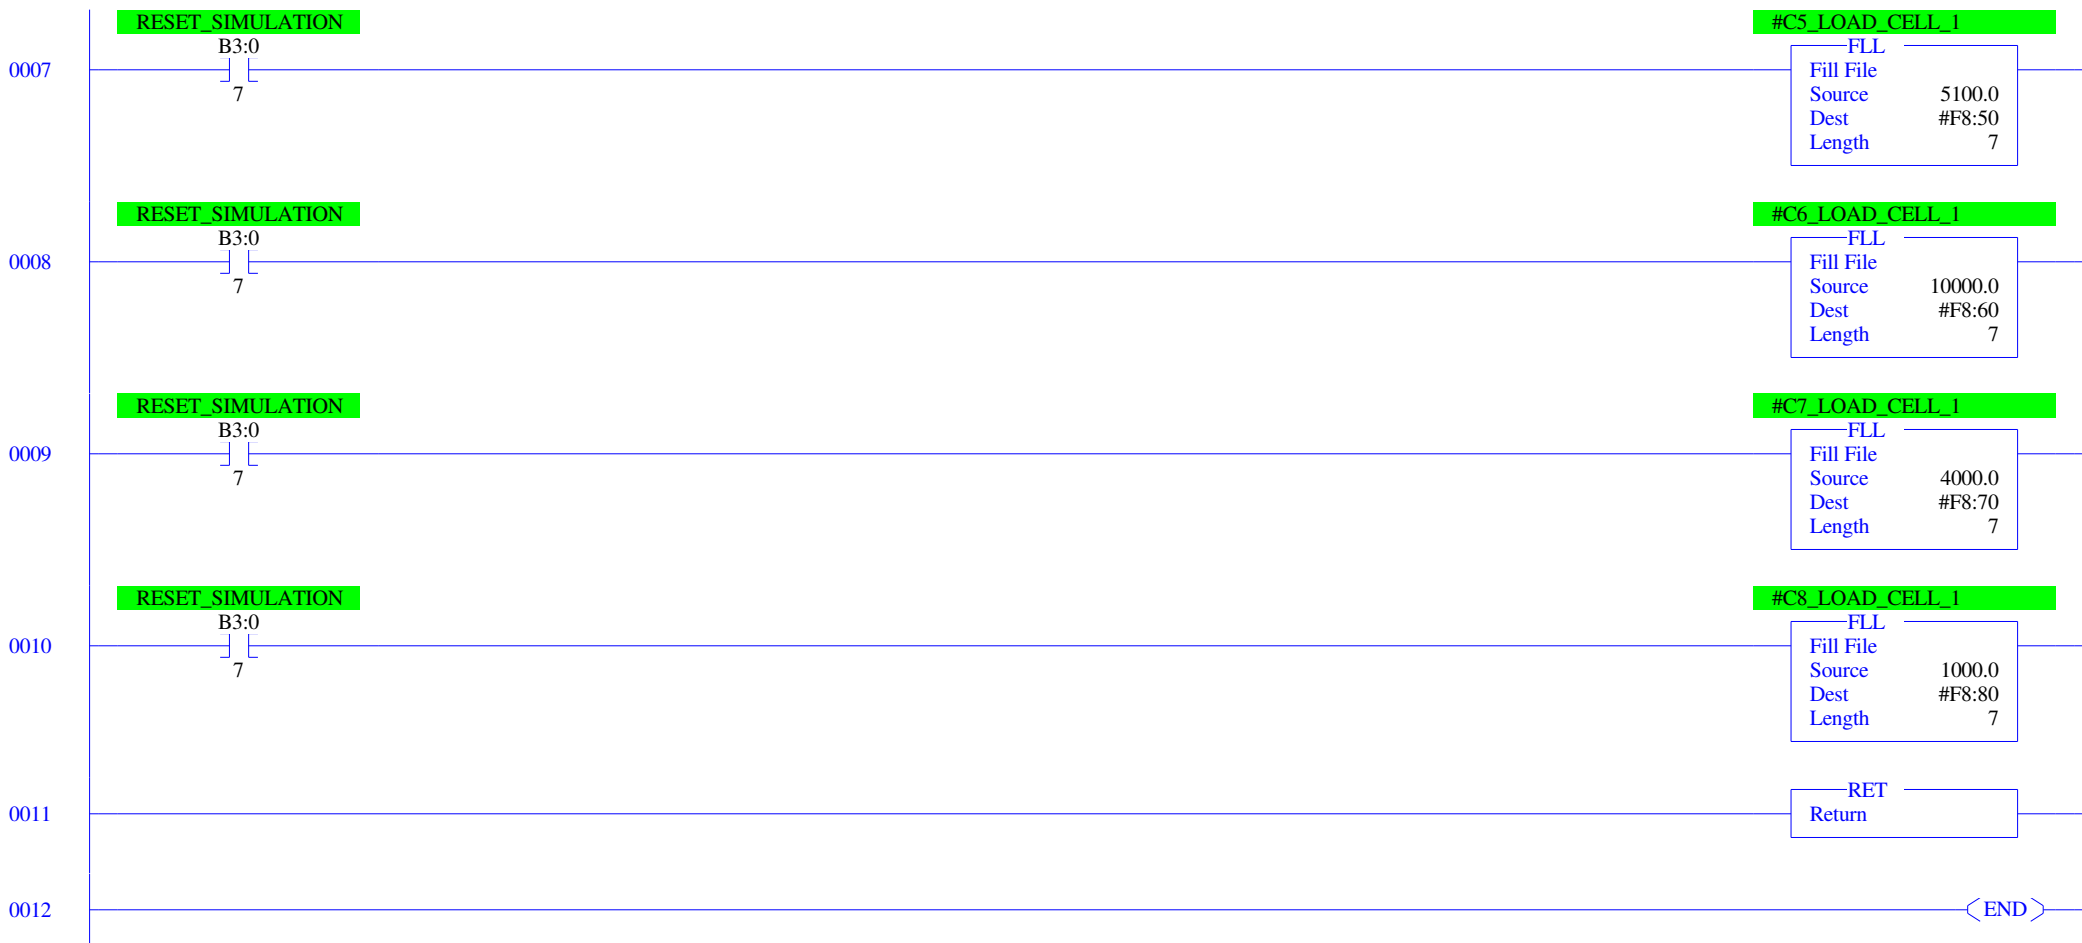 RESET_SIMULATION #C5_LOAD_CELL_1
B3:0 FLL
0007 Fill File
7 Source 5100.0
Dest #F8:50
Length 7
RESET_SIMULATION #C6_LOAD_CELL_1
B3:0 FLL
0008 Fill File
7 Source 10000.0
Dest #F8:60
Length 7
RESET_SIMULATION #C7_LOAD_CELL_1
B3:0 FLL
0009 Fill File
7 Source 4000.0
Dest #F8:70
Length 7
RESET_SIMULATION #C8_LOAD_CELL_1
B3:0 FLL
0010 Fill File
7 Source 1000.0
Dest #F8:80
Length 7
RET
0011 Return
0012 END